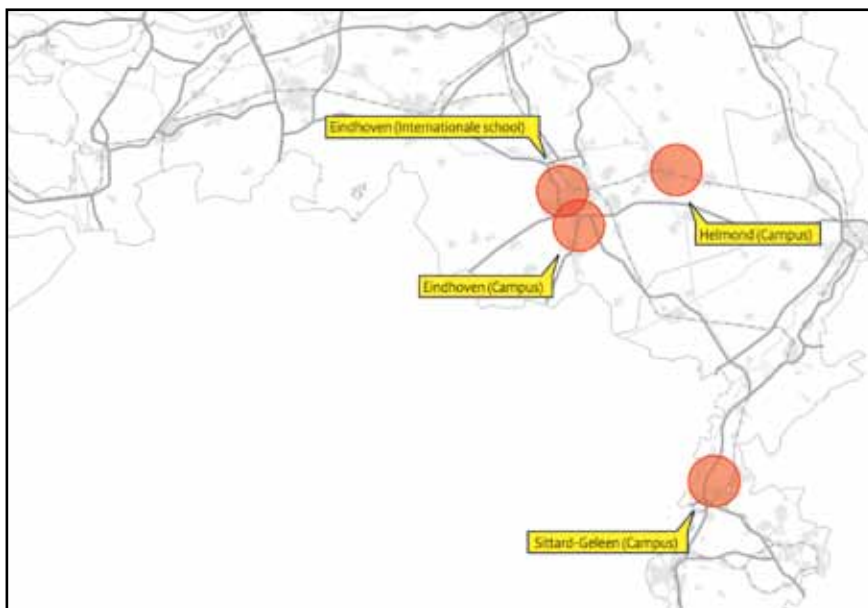 Eindhoven (Internationale school)
Helmond (Campus)
Eindhoven (Campus)
Sittard-Geleen (Campus)